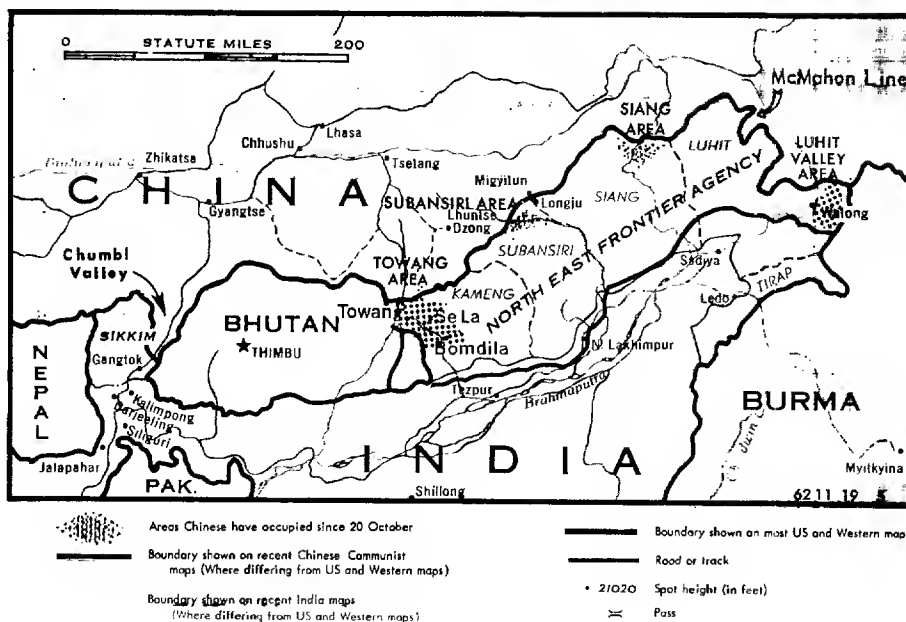 0 STATUTE MILES 200
McMahon Line
SIANG
AREA
LUHIT
LUHIT
VALLEY
AREA
Lhasa
Chhushu
Zhikatsa
Tsetang
CHINA
Gyangtse
Migyitun
SUBANSIRI AREA
Longju
Lhuntse
Dzong
SIANG
Walong
Chumbi
Valley
SUBANSIRI
NORTH EAST FRONTIER AGENCY
Sadiya
TOWANG
AREA
KAMENG
TIRAP
Ledo
Towang
Se La
BHUTAN
THIMBU
Bomdila
N. Lakhimpur
SIKKIM
Gangtok
NEPAL
Tezpur
Brahmaputra
BURMA
Kalimpong
Darjeeling
Siliguri
INDIA
Jalapahar
PAK.
Shillong
Myitkyina
62 11 19
Areas Chinese have occupied since 20 October
Boundary shown on recent Chinese Communist
maps (Where differing from US and Western maps)
Boundary shown on recent India maps
(Where differing from US and Western maps)
Boundary shown on most US and Western map
Road or track
21020 Spot height (in feet)
Pass